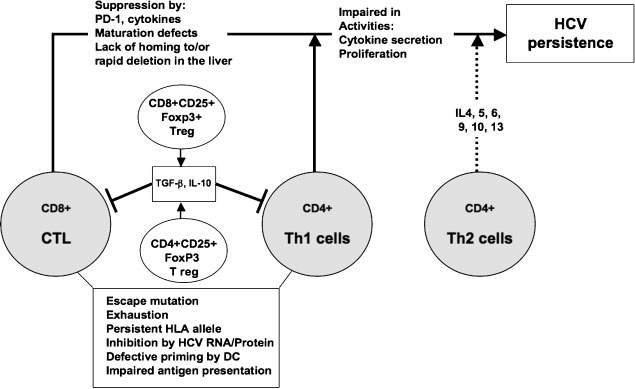 Suppression by:
PD-1, cytokines
Maturation defects
Lack of homing to/or
rapid deletion in the liver
Impaired in
Activities:
Cytokine secretion
Proliferation
HCV
persistence
CD8+CD25+
Foxp3+
Treg
IL4, 5, 6,
9, 10, 13
TGF-β, IL-10
CD8+
CTL
CD4+
Th1 cells
CD4+
Th2 cells
CD4+CD25+
FoxP3
T reg
Escape mutation
Exhaustion
Persistent HLA allele
Inhibition by HCV RNA/Protein
Defective priming by DC
Impaired antigen presentation